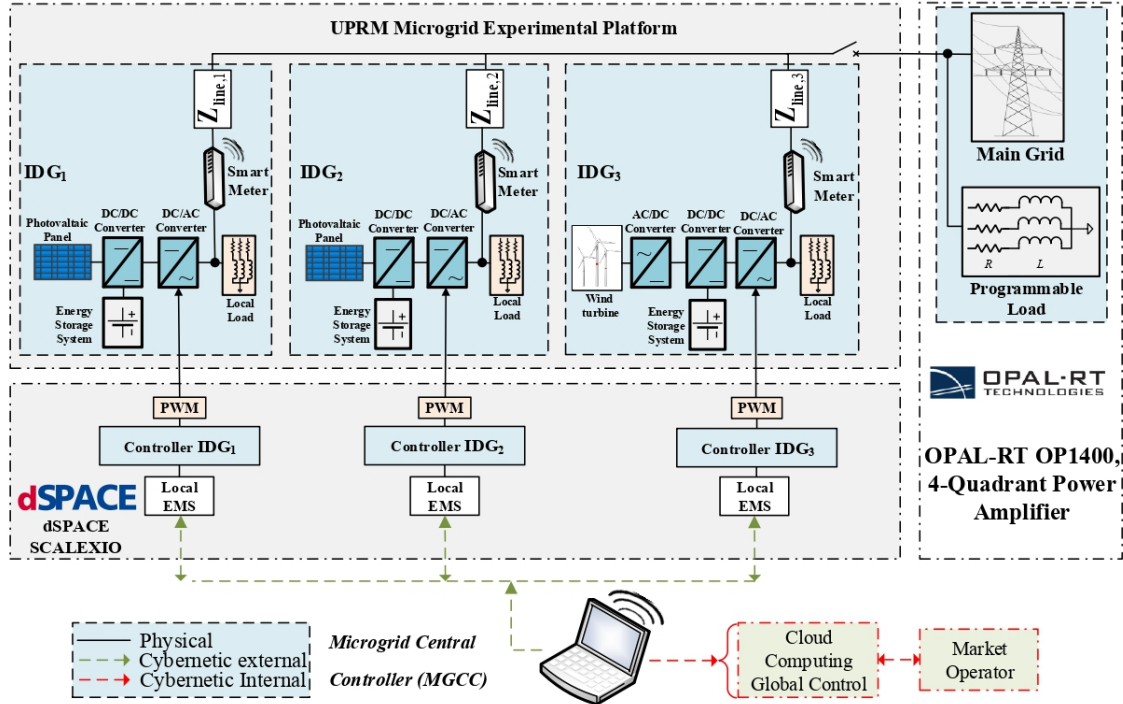 UPRM Microgrid Experimental Platform
Z line,1
Smart
Meter
IDG1
Photovoltaic
Panel
DC/DC
Converter
DC/AC
Converter
Energy
Storage
System
Local
Load
Z line,2
Smart
Meter
IDG2
Photovoltaic
Panel
DC/DC
Converter
DC/AC
Converter
Energy
Storage
System
Local
Load
Z line,3
Smart
Meter
IDG3
AC/DC
Converter
DC/DC
Converter
DC/AC
Converter
Wind
turbine
Energy
Storage
System
Local
Load
Main Grid
R L
Programmable
Load
OPAL-RT
TECHNOLOGIES
OPAL-RT OP1400,
4-Quadrant Power
Amplifier
PWM
PWM
PWM
Controller IDG1
Controller IDG2
Controller IDG3
Local
EMS
Local
EMS
Local
EMS
dSPACE
dSPACE
SCALEXIO
Physical
Cybernetic external
Cybernetic Internal
Microgrid Central
Controller (MGCC)
Cloud
Computing
Global Control
Market
Operator